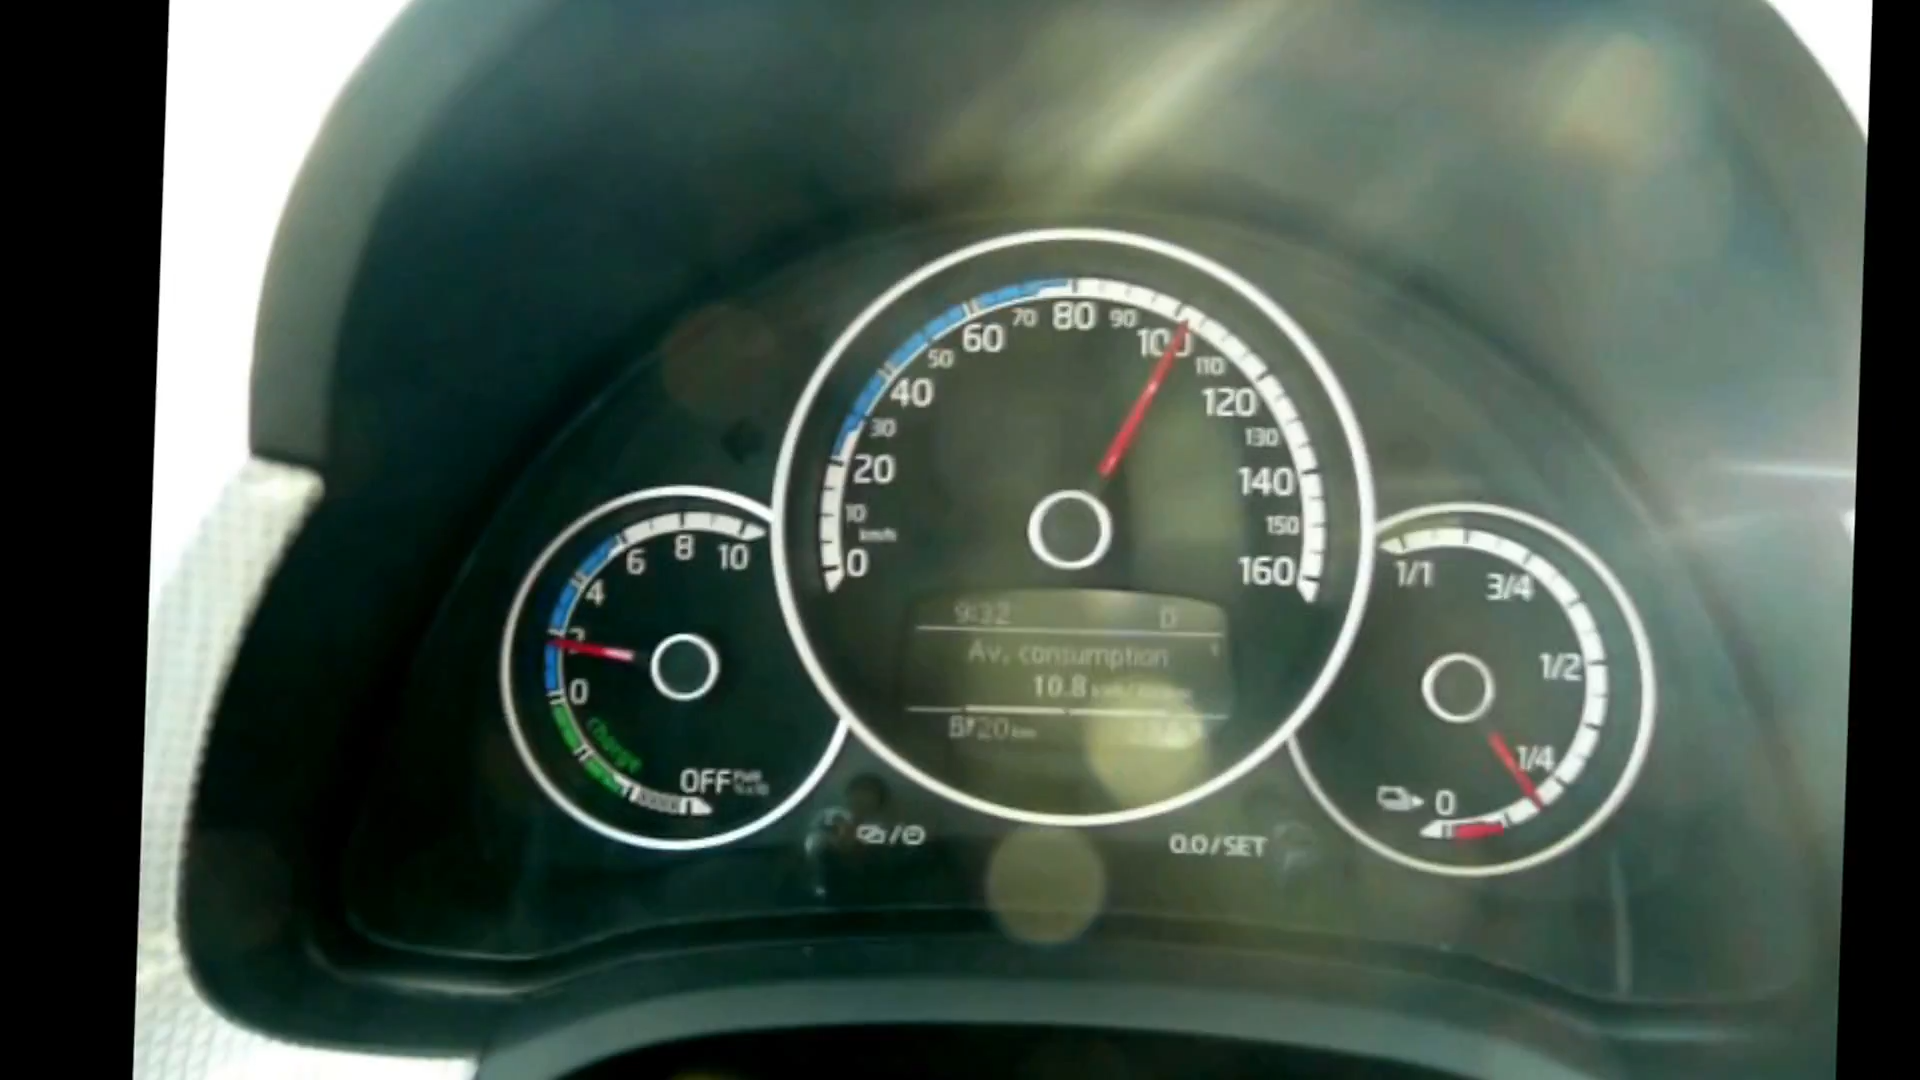 0 10 20 30 40 50 60 70 80 90 100 110 120 130 140 150 160
km/h
0 2 4 6 8 10
charge
OFF
1/1 3/4 1/2 1/4 0
9:32 D
Av. consumption
10.8
km
0.0/SET